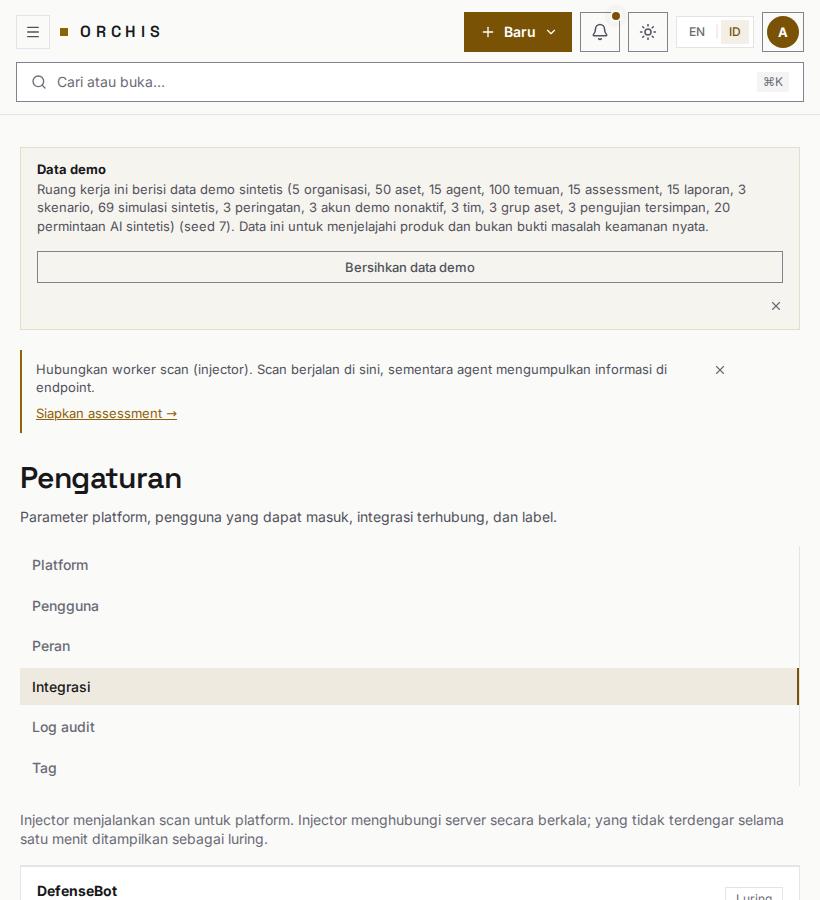 ORCHIS
Baru
EN
ID
A
Cari atau buka...
⌘K
Data demo
Ruang kerja ini berisi data demo sintetis (5 organisasi, 50 aset, 15 agent, 100 temuan, 15 assessment, 15 laporan, 3
skenario, 69 simulasi sintetis, 3 peringatan, 3 akun demo nonaktif, 3 tim, 3 grup aset, 3 pengujian tersimpan, 20
permintaan AI sintetis) (seed 7). Data ini untuk menjelajahi produk dan bukan bukti masalah keamanan nyata.
Bersihkan data demo
Hubungkan worker scan (injector). Scan berjalan di sini, sementara agent mengumpulkan informasi di
endpoint.
Siapkan assessment →
Pengaturan
Parameter platform, pengguna yang dapat masuk, integrasi terhubung, dan label.
Platform
Pengguna
Peran
Integrasi
Log audit
Tag
Injector menjalankan scan untuk platform. Injector menghubungi server secara berkala; yang tidak terdengar selama
satu menit ditampilkan sebagai luring.
DefenseBot
Luring